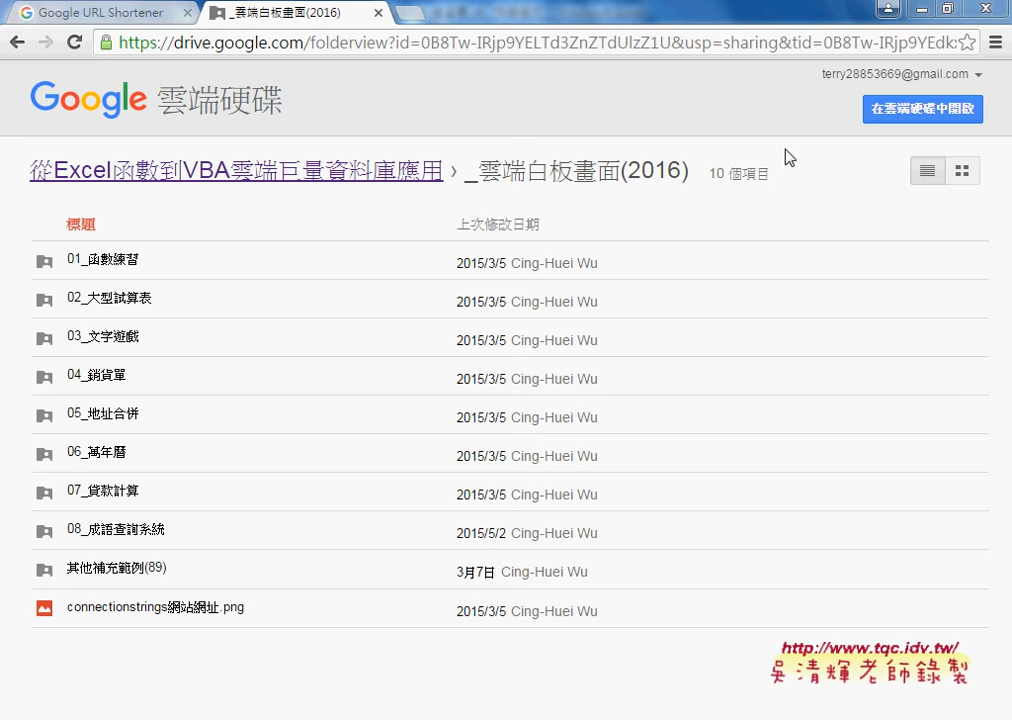 Google URL Shortener
_雲端白板畫面(2016)
https://drive.google.com/folderview?id=0B8Tw-IRjp9YELTd3ZnZTdUlzZ1U&usp=sharing&tid=0B8Tw-IRjp9YEdk
terry28853669@gmail.com
Google 雲端硬碟
在雲端硬碟中開啟
從Excel函數到VBA雲端巨量資料庫應用 › _雲端白板畫面(2016) 10 個項目
標題 上次修改日期
01_函數練習 2015/3/5 Cing-Huei Wu
02_大型試算表 2015/3/5 Cing-Huei Wu
03_文字遊戲 2015/3/5 Cing-Huei Wu
04_銷貨單 2015/3/5 Cing-Huei Wu
05_地址合併 2015/3/5 Cing-Huei Wu
06_萬年曆 2015/3/5 Cing-Huei Wu
07_貸款計算 2015/3/5 Cing-Huei Wu
08_成語查詢系統 2015/5/2 Cing-Huei Wu
其他補充範例(89) 3月7日 Cing-Huei Wu
connectionstrings網站網址.png 2015/3/5 Cing-Huei Wu
http://www.tqc.idv.tw/
吳清輝老師錄製